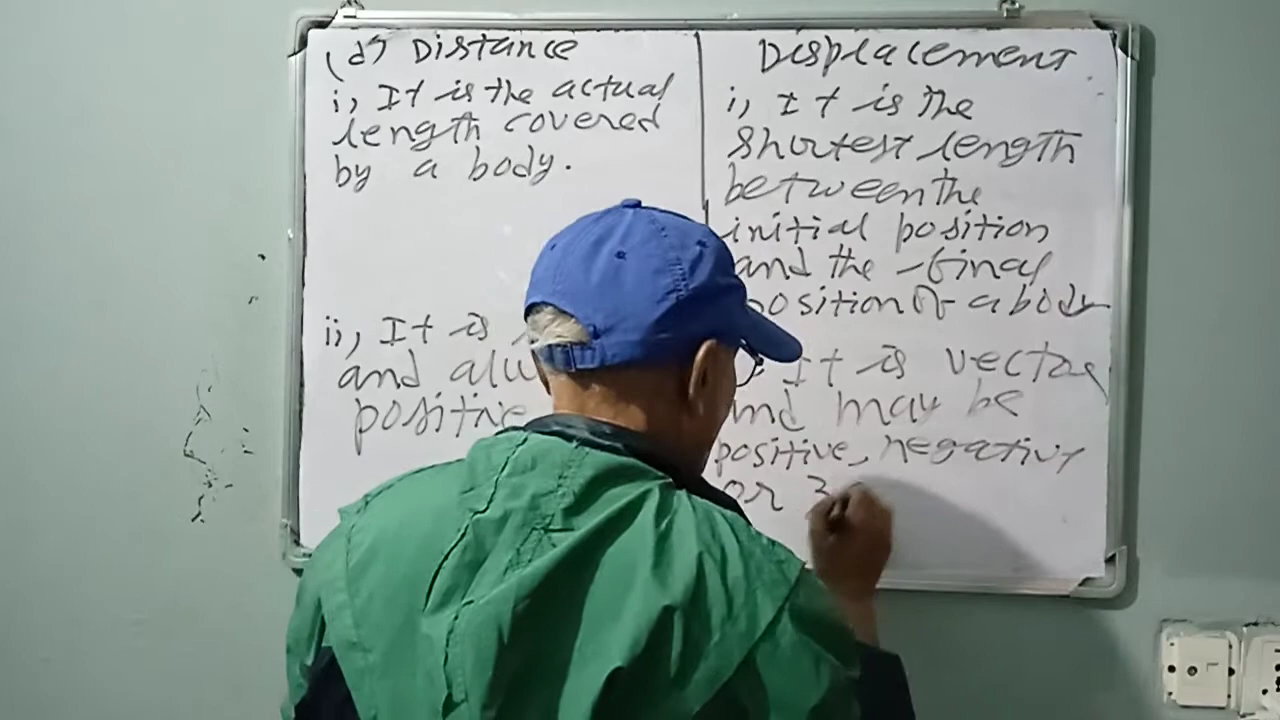 (d) Distance
i, It is the actual
length covered
by a body.
ii, It is
and
positive
Displacement
i, It is the
shortest length
between the
initial position
and the final
position of a body
It is vector
and may be
positive, negative
or